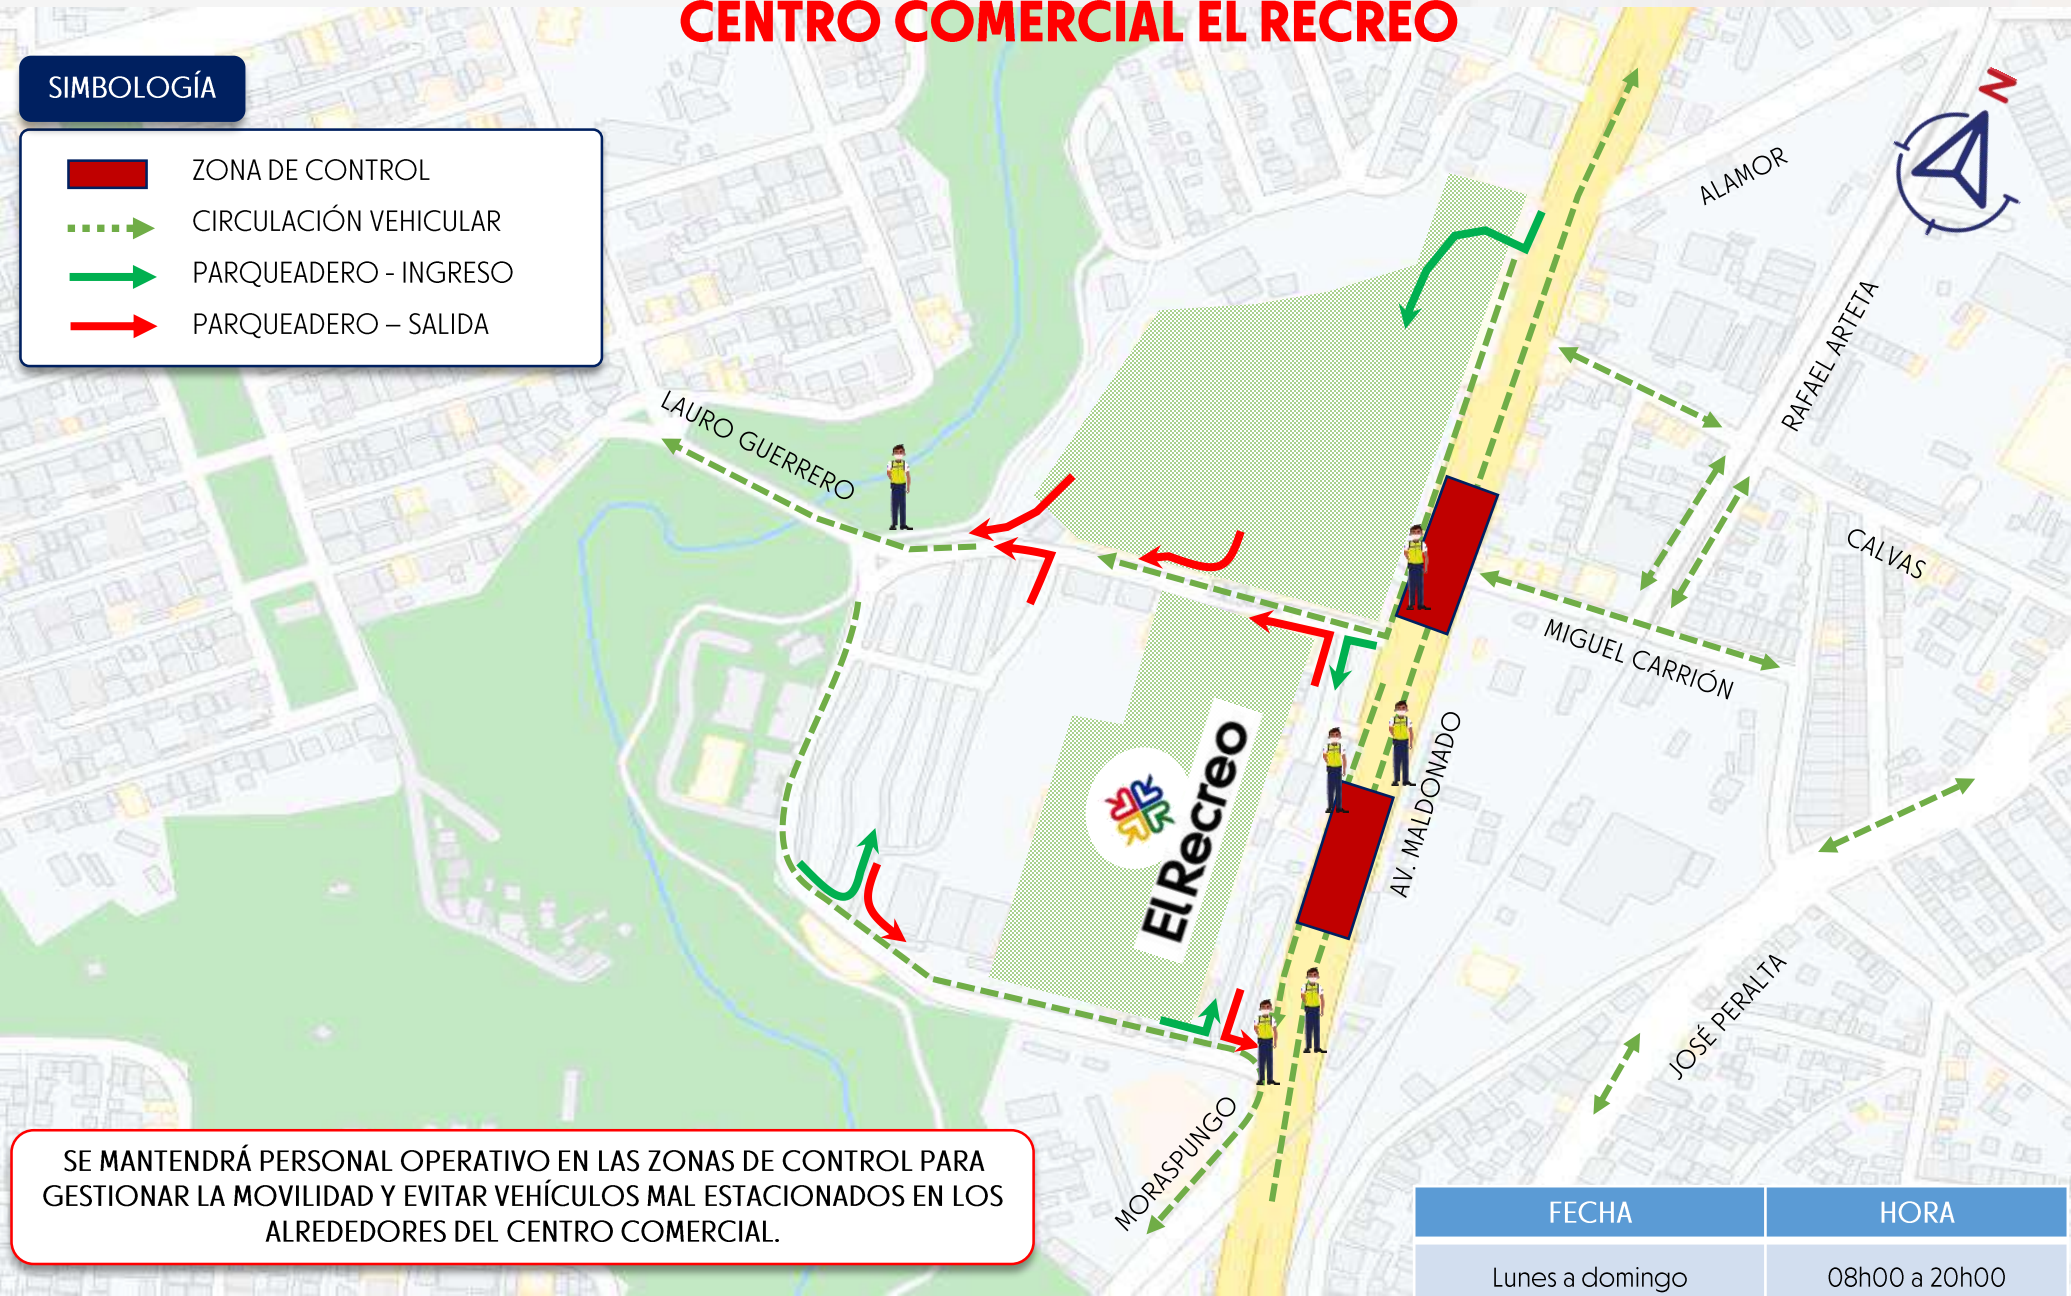 CENTRO COMERCIAL EL RECREO
SIMBOLOGÍA
ZONA DE CONTROL
CIRCULACIÓN VEHICULAR
PARQUEADERO - INGRESO
PARQUEADERO – SALIDA
N
ALAMOR
RAFAEL ARTETA
LAURO GUERRERO
CALVAS
MIGUEL CARRIÓN
AV. MALDONADO
El Recreo
JOSÉ PERALTA
MORASPUNGO
SE MANTENDRÁ PERSONAL OPERATIVO EN LAS ZONAS DE CONTROL PARA
GESTIONAR LA MOVILIDAD Y EVITAR VEHÍCULOS MAL ESTACIONADOS EN LOS
ALREDEDORES DEL CENTRO COMERCIAL.
FECHA HORA
Lunes a domingo 08h00 a 20h00